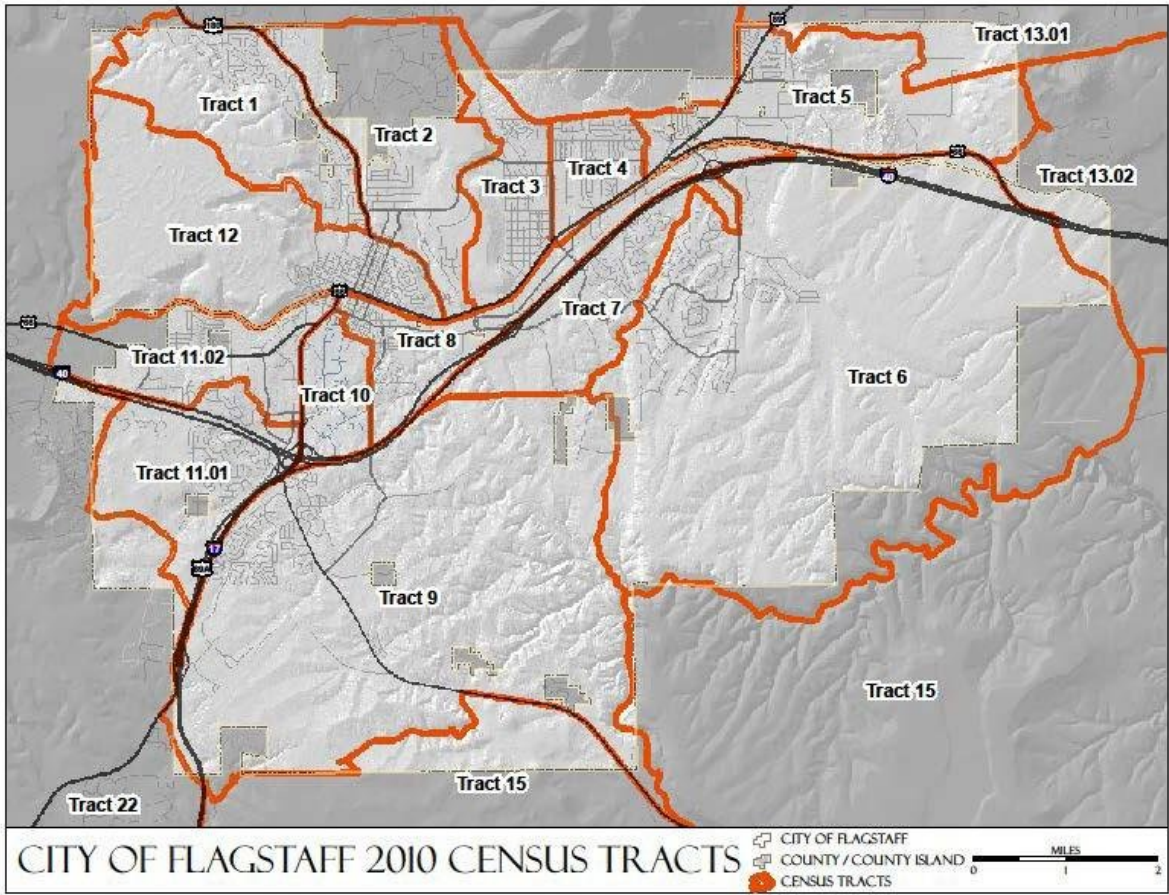 180
89
Tract 13.01
Tract 1
Tract 5
Tract 2
Tract 4
Tract 3
40
Tract 13.02
Tract 12
Tract 7
Tract 8
Tract 11.02
40
Tract 6
Tract 10
Tract 11.01
17
89A
Tract 9
Tract 15
Tract 15
Tract 22
CITY OF FLAGSTAFF 2010 CENSUS TRACTS
CITY OF FLAGSTAFF
COUNTY / COUNTY ISLAND
CENSUS TRACTS
MILES
0 1 2